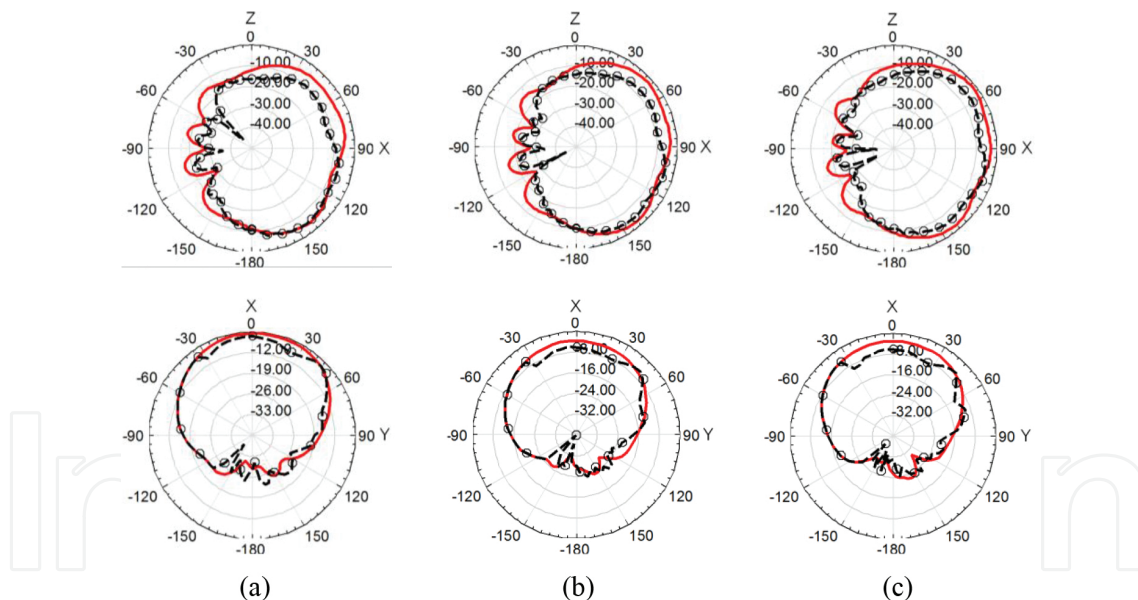 Z Z Z
0 0 0
-30 30 -30 30 -30 30
-10.00 -10.00 -10.00
-60 -20.00 60 -60 -20.00 60 -60 -20.00 60
-30.00 -30.00 -30.00
-40.00 -40.00 -40.00
-90 90 X -90 90 X -90 90 X
-120 120 -120 120 -120 120
-150 150 -150 150 -150 150
-180 -180 -180
X X X
0 0 0
-30 30 -30 30 -30 30
-12.00
-60 -19.00 60 -60 -16.00 60 -60 -16.00 60
-26.00 -24.00 -24.00
-33.00 -32.00 -32.00
-90 90 Y -90 90 Y -90 90 Y
-120 120 -120 120 -120 120
-150 150 -150 150 -150 150
-180 -180 -180
(a) (b) (c)